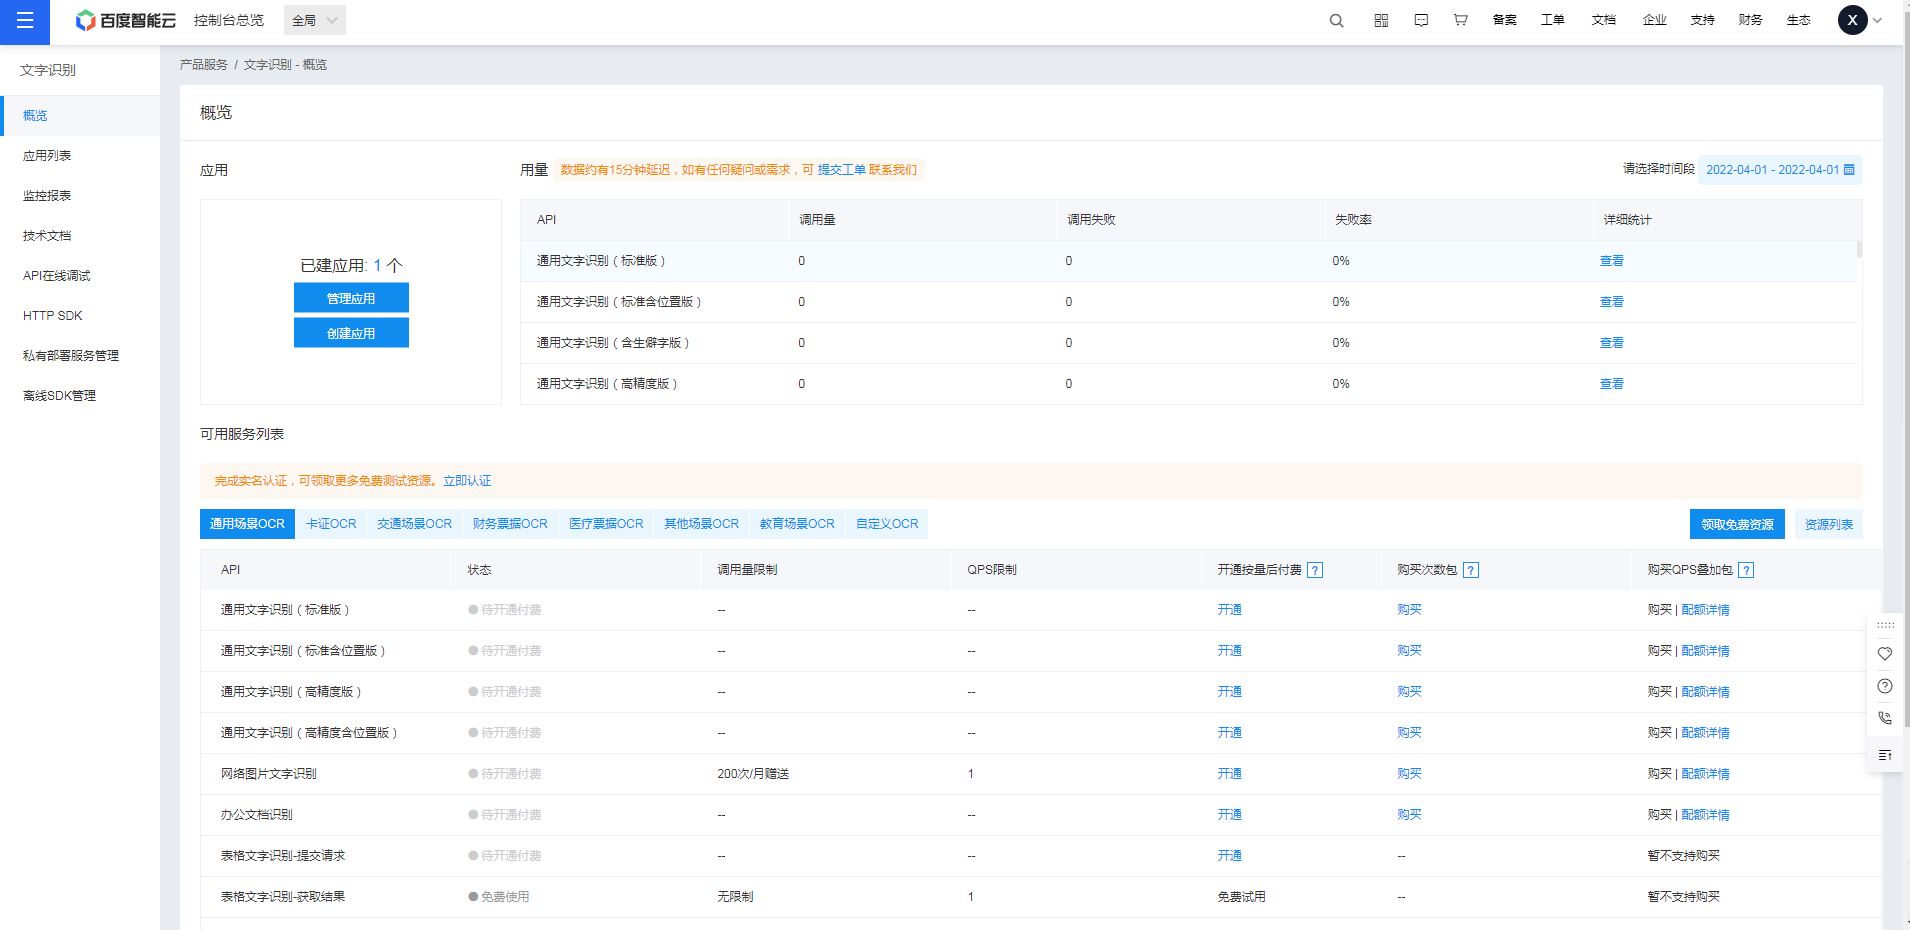 百度智能云 控制台总览 全局 备案 工单 文档 企业 支持 财务 生态 X
文字识别
概览
应用列表
监控报表
技术文档
API在线调试
HTTP SDK
私有部署服务管理
离线SDK管理
产品服务 / 文字识别 - 概览
概览
应用
已建应用: 1 个
管理应用
创建应用
用量 数据约有15分钟延迟，如有任何疑问或需求，可 提交工单 联系我们 请选择时间段 2022-04-01 - 2022-04-01
API 调用量 调用失败 失败率 详细统计
通用文字识别（标准版） 0 0 0% 查看
通用文字识别（标准含位置版） 0 0 0% 查看
通用文字识别（含生僻字版） 0 0 0% 查看
通用文字识别（高精度版） 0 0 0% 查看
可用服务列表
完成实名认证，可领取更多免费测试资源。立即认证
通用场景OCR 卡证OCR 交通场景OCR 财务票据OCR 医疗票据OCR 其他场景OCR 教育场景OCR 自定义OCR 领取免费资源 资源列表
API 状态 调用量限制 QPS限制 开通按量后付费 ? 购买次数包 ? 购买QPS叠加包 ?
通用文字识别（标准版） 待开通付费 -- -- 开通 购买 购买 | 配额详情
通用文字识别（标准含位置版） 待开通付费 -- -- 开通 购买 购买 | 配额详情
通用文字识别（高精度版） 待开通付费 -- -- 开通 购买 购买 | 配额详情
通用文字识别（高精度含位置版） 待开通付费 -- -- 开通 购买 购买 | 配额详情
网络图片文字识别 待开通付费 200次/月赠送 1 开通 购买 购买 | 配额详情
办公文档识别 待开通付费 -- -- 开通 购买 购买 | 配额详情
表格文字识别-提交请求 待开通付费 -- -- 开通 -- 暂不支持购买
表格文字识别-获取结果 免费使用 无限制 1 免费试用 -- 暂不支持购买